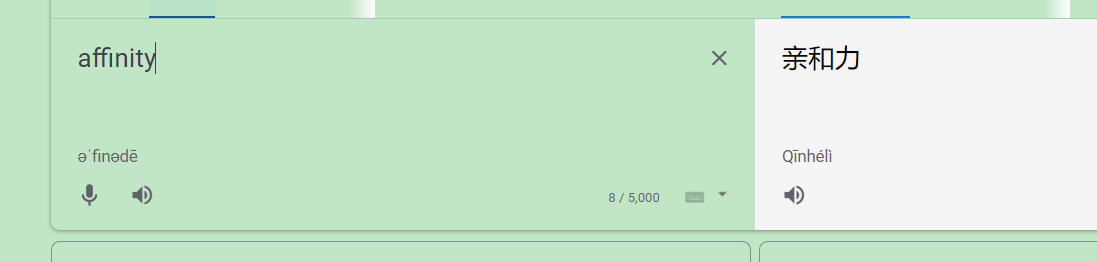 affinity
亲和力
əˈfinədē
Qīnhélì
8 / 5,000